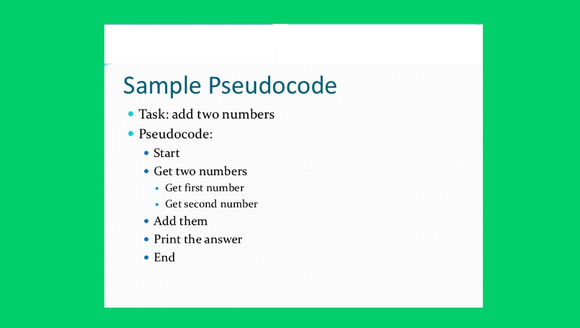 Sample Pseudocode
Task: add two numbers
Pseudocode:
Start
Get two numbers
Get first number
Get second number
Add them
Print the answer
End